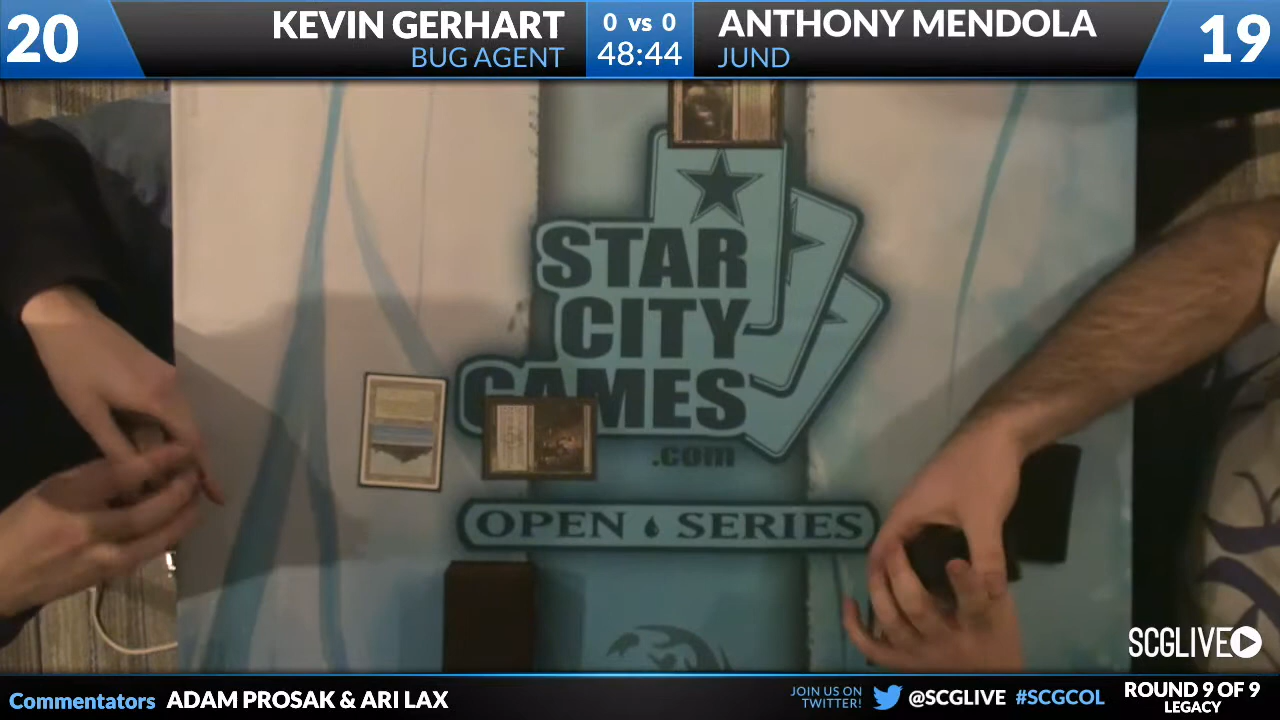 20
KEVIN GERHART
BUG AGENT
0 vs 0
48:44
ANTHONY MENDOLA
JUND
19
STAR
CITY
GAMES
.com
OPEN SERIES
SCGLIVE
Commentators ADAM PROSAK & ARI LAX
JOIN US ON
TWITTER!
@SCGLIVE #SCGCOL
ROUND 9 OF 9
LEGACY